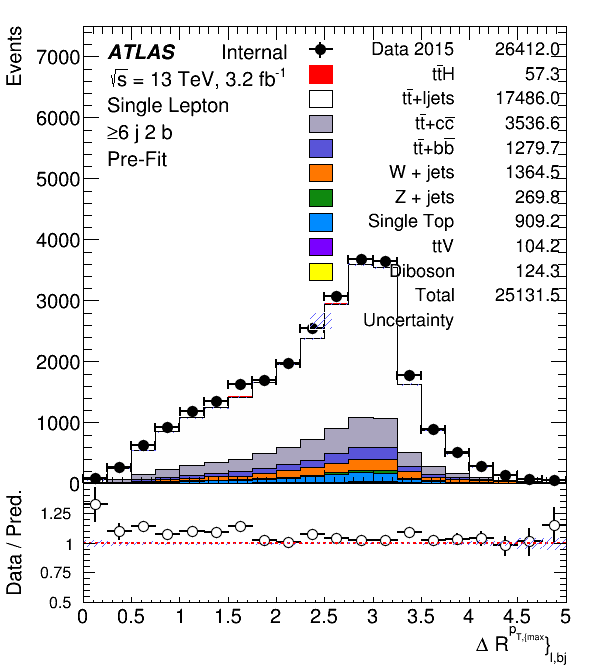 Events
7000
6000
5000
4000
3000
2000
1000
0
ATLAS Internal
√s = 13 TeV, 3.2 fb⁻¹
Single Lepton
≥6 j 2 b
Pre-Fit
Data 2015 26412.0
tt̄H 57.3
tt̄+ljets 17486.0
tt̄+cc̄ 3536.6
tt̄+bb̄ 1279.7
W + jets 1364.5
Z + jets 269.8
Single Top 909.2
ttV 104.2
Diboson 124.3
Total 25131.5
Uncertainty
Data / Pred.
1.25
1
0.75
0.5
0 0.5 1 1.5 2 2.5 3 3.5 4 4.5 5
Δ R^{p_{T,{max}}}_{l,bj}